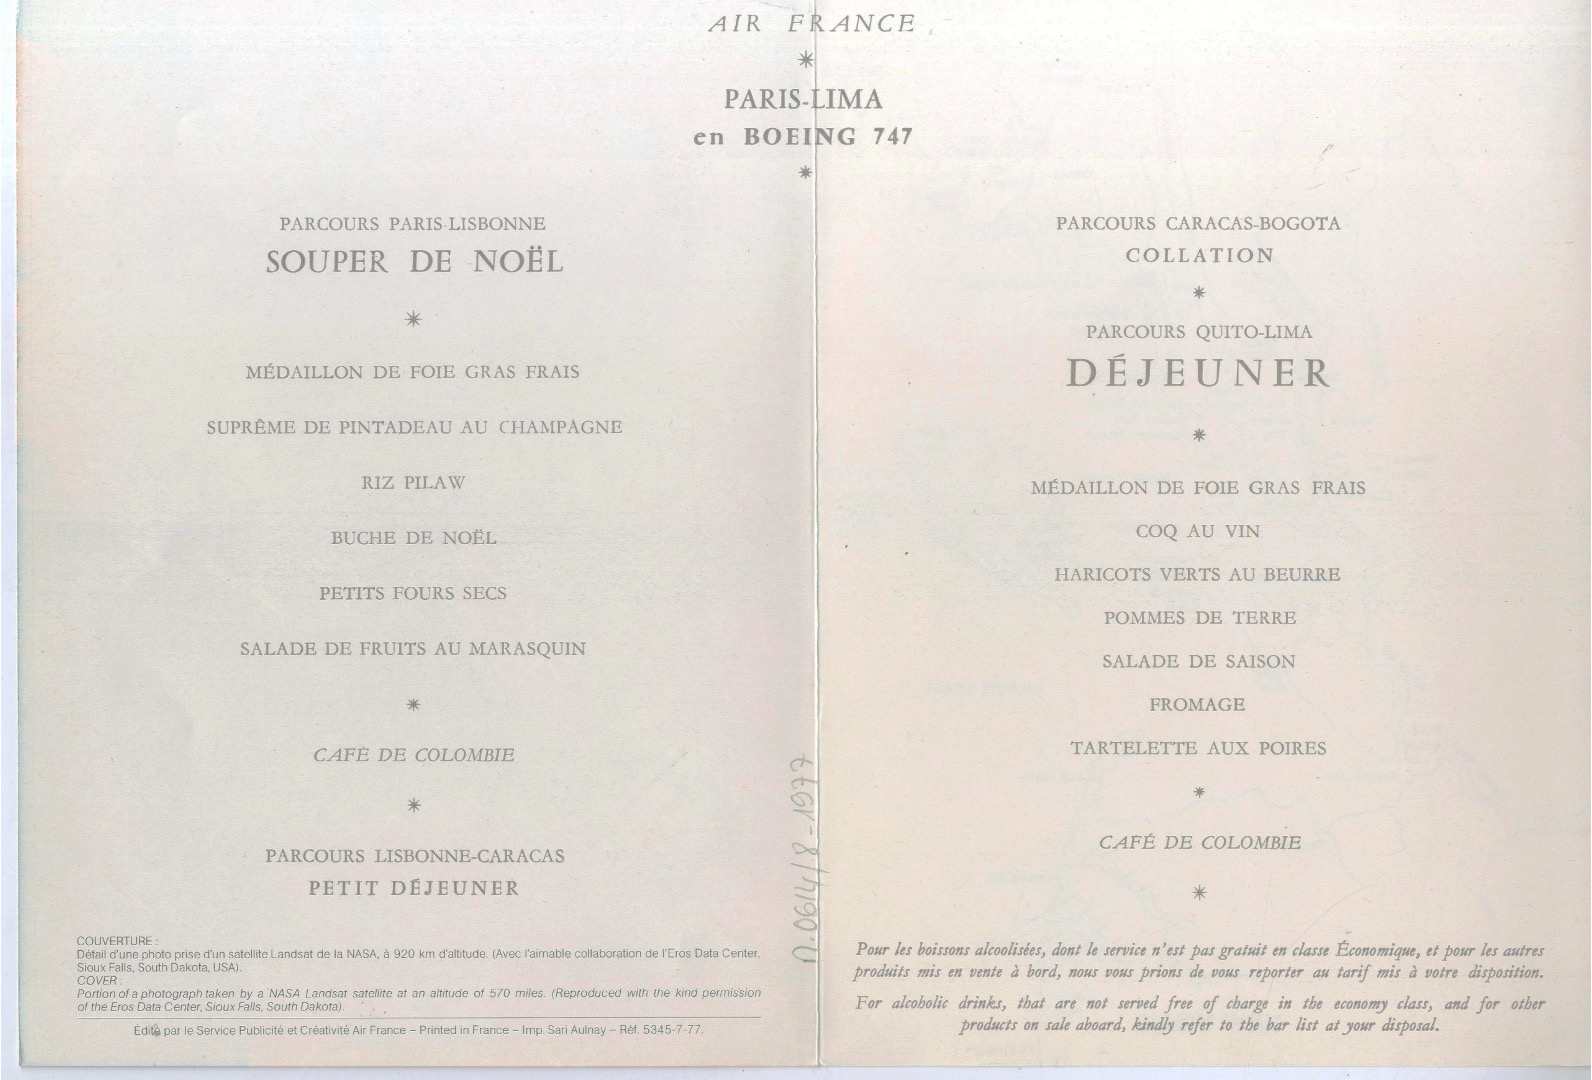 AIR FRANCE
PARIS-LIMA
en BOEING 747
PARCOURS PARIS-LISBONNE
SOUPER DE NOËL
MÉDAILLON DE FOIE GRAS FRAIS
SUPRÊME DE PINTADEAU AU CHAMPAGNE
RIZ PILAW
BUCHE DE NOËL
PETITS FOURS SECS
SALADE DE FRUITS AU MARASQUIN
CAFÉ DE COLOMBIE
PARCOURS LISBONNE-CARACAS
PETIT DÉJEUNER
COUVERTURE :
Détail d'une photo prise d'un satellite Landsat de la NASA, à 920 km d'altitude. (Avec l'aimable collaboration de l'Eros Data Center,
Sioux Falls, South Dakota, USA).
COVER :
Portion of a photograph taken by a NASA Landsat satellite at an altitude of 570 miles. (Reproduced with the kind permission
of the Eros Data Center, Sioux Falls, South Dakota).
Edité par le Service Publicité et Créativité Air France – Printed in France – Imp. Sari Aulnay – Réf. 5345-7-77.
PARCOURS CARACAS-BOGOTA
COLLATION
PARCOURS QUITO-LIMA
DÉJEUNER
MÉDAILLON DE FOIE GRAS FRAIS
COQ AU VIN
HARICOTS VERTS AU BEURRE
POMMES DE TERRE
SALADE DE SAISON
FROMAGE
TARTELETTE AUX POIRES
CAFÉ DE COLOMBIE
Pour les boissons alcoolisées, dont le service n'est pas gratuit en classe Économique, et pour les autres
produits mis en vente à bord, nous vous prions de vous reporter au tarif mis à votre disposition.
For alcoholic drinks, that are not served free of charge in the economy class, and for other
products on sale aboard, kindly refer to the bar list at your disposal.